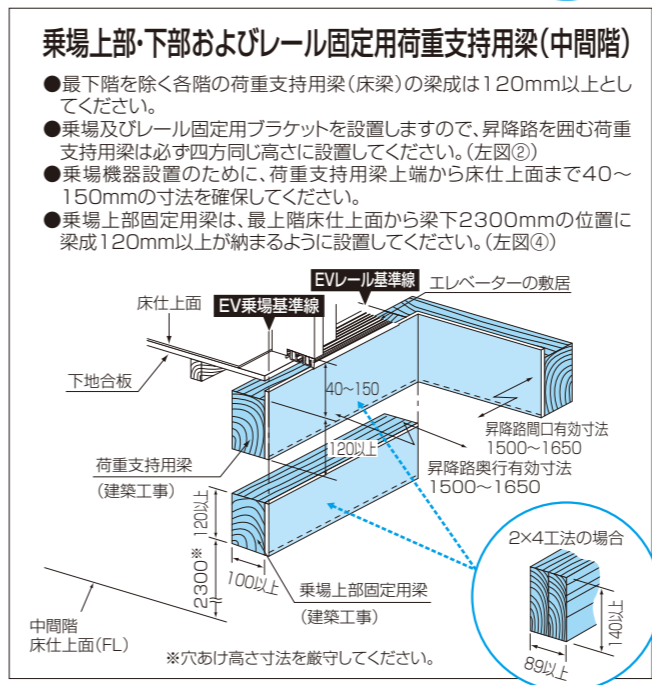 乗場上部・下部およびレール固定用荷重支持用梁(中間階)
●最下階を除く各階の荷重支持用梁(床梁)の梁成は120mm以上とし
てください。
●乗場及びレール固定用ブラケットを設置しますので、昇降路を囲む荷重
支持用梁は必ず四方同じ高さに設置してください。(左図②)
●乗場機器設置のために、荷重支持用梁上端から床仕上面まで40〜
150mmの寸法を確保してください。
●乗場上部固定用梁は、最上階床仕上面から梁下2300mmの位置に
梁成120mm以上が納まるように設置してください。(左図④)
EVレール基準線
エレベーターの敷居
床仕上面
EV乗場基準線
下地合板
40〜150
昇降路間口有効寸法
1500〜1650
120以上
荷重支持用梁
(建築工事)
昇降路奥行有効寸法
1500〜1650
120以上
2×4工法の場合
2300※
100以上
乗場上部固定用梁
(建築工事)
140以上
89以上
中間階
床仕上面(FL)
※穴あけ高さ寸法を厳守してください。